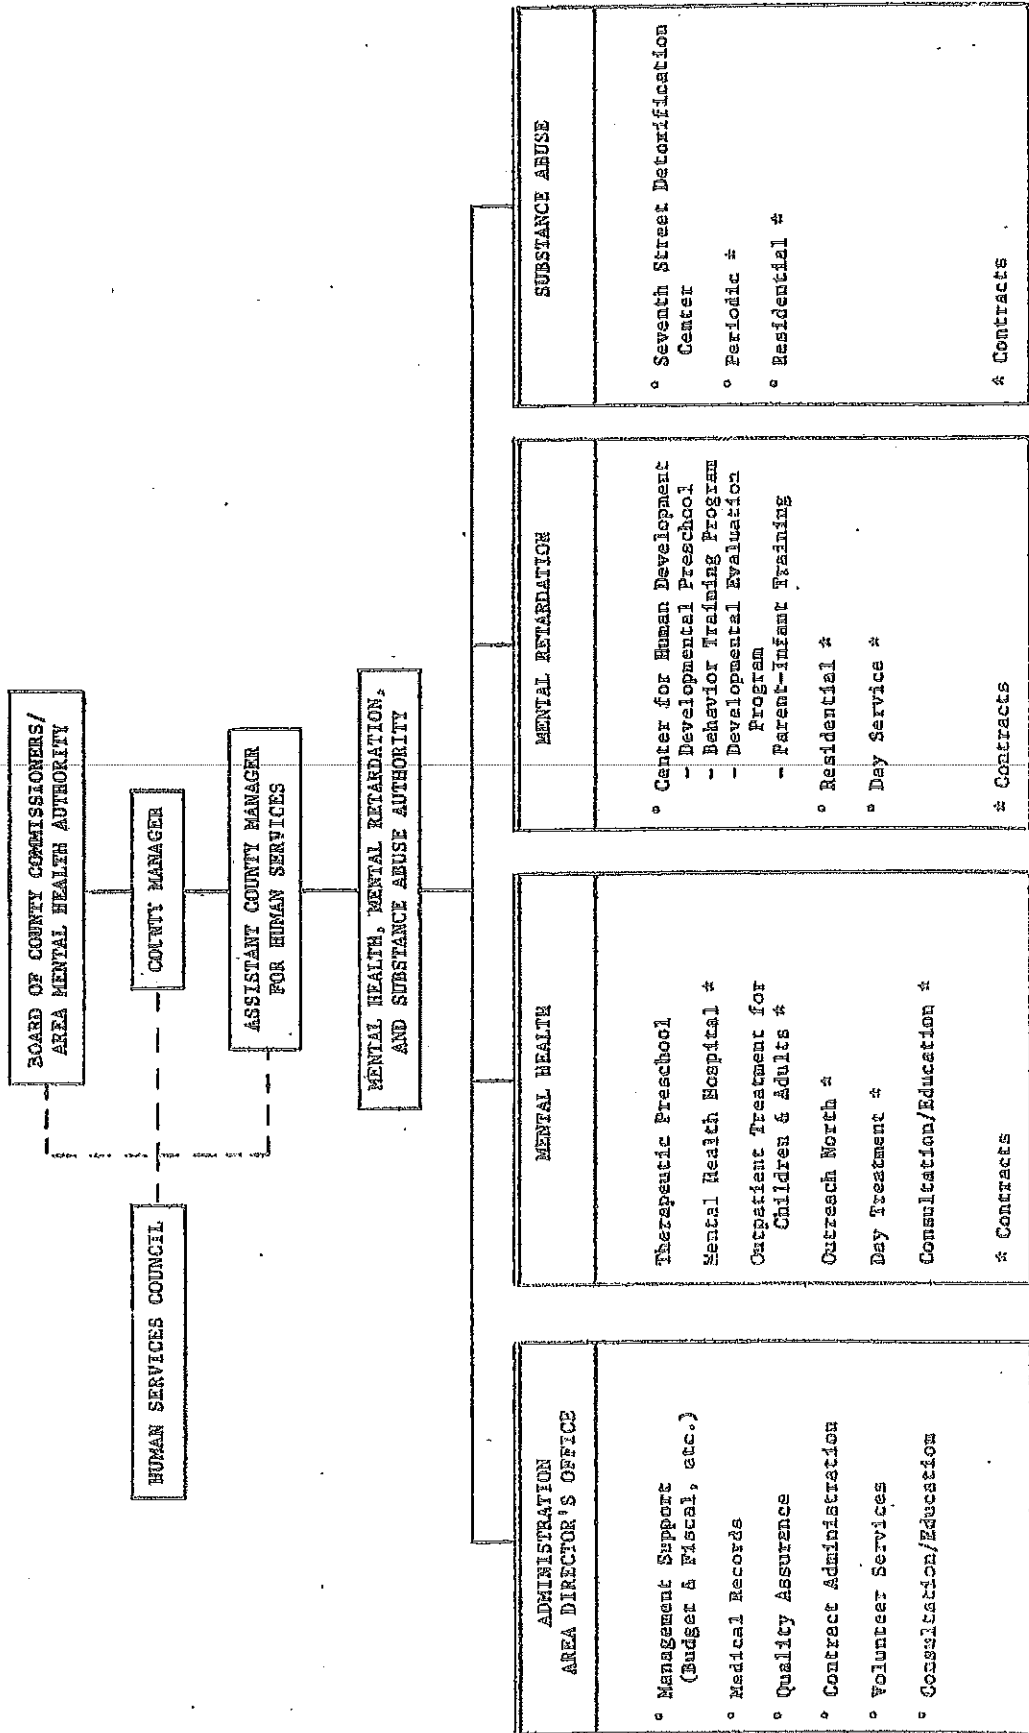 BOARD OF COUNTY COMMISSIONERS/
AREA MENTAL HEALTH AUTHORITY
HUMAN SERVICES COUNCIL
COUNTY MANAGER
ASSISTANT COUNTY MANAGER
FOR HUMAN SERVICES
MENTAL HEALTH, MENTAL RETARDATION,
AND SUBSTANCE ABUSE AUTHORITY
ADMINISTRATION
AREA DIRECTOR'S OFFICE
° Management Support
(Budget & Fiscal, etc.)
° Medical Records
° Quality Assurance
° Contract Administration
° Volunteer Services
° Consultation/Education
MENTAL HEALTH
Therapeutic Preschool
Mental Health Hospital *
Outpatient Treatment for
Children & Adults *
Outreach North *
Day Treatment *
Consultation/Education *
* Contracts
MENTAL RETARDATION
° Center for Human Development
- Developmental Preschool
- Behavior Training Program
- Developmental Evaluation
Program
- Parent-Infant Training
° Residential *
° Day Service *
* Contracts
SUBSTANCE ABUSE
° Seventh Street Detoxification
Center
° Periodic *
° Residential *
* Contracts